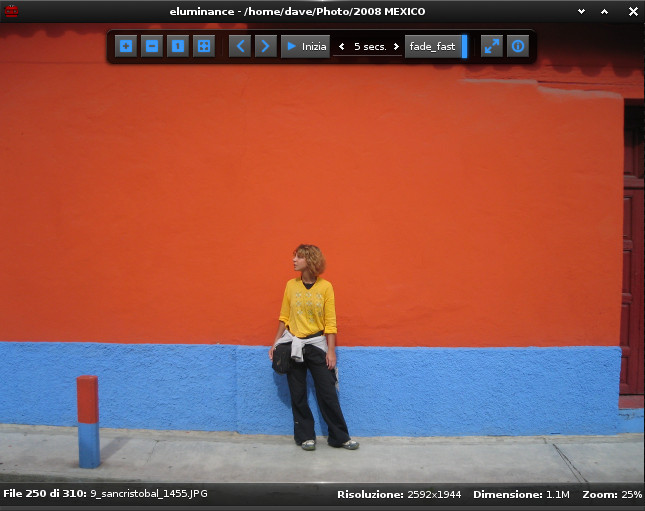 eluminance - /home/dave/Photo/2008 MEXICO
Inizia 5 secs. fade_fast
File 250 di 310: 9_sancristobal_1455.JPG Risoluzione: 2592x1944 Dimensione: 1.1M Zoom: 25%